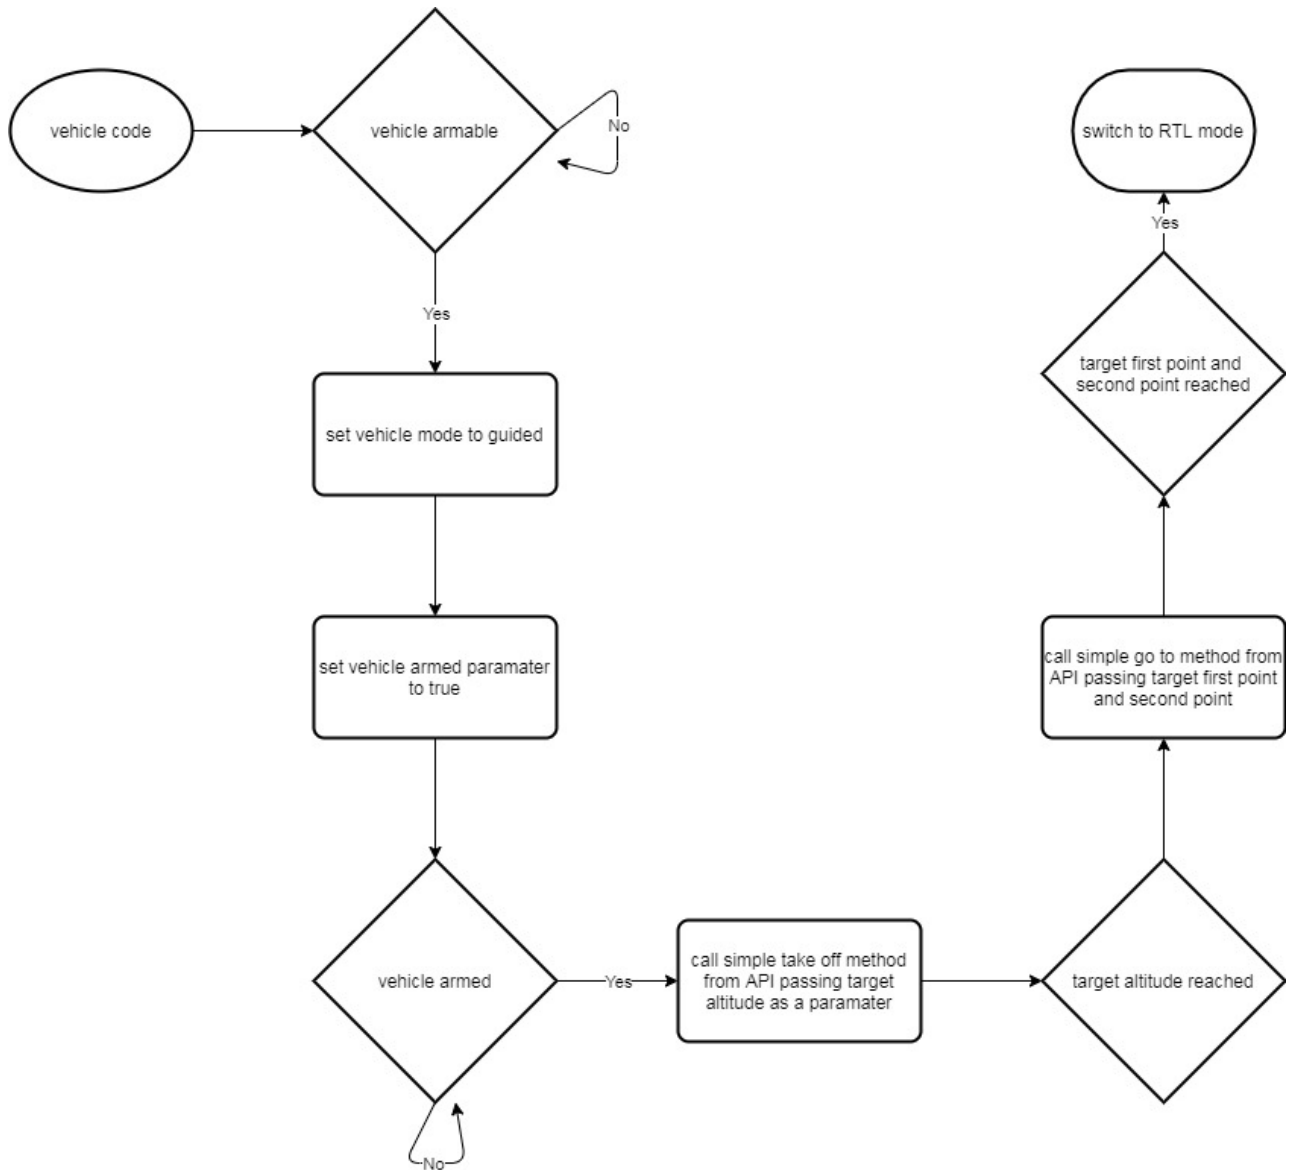 vehicle code
vehicle armable
No
Yes
set vehicle mode to guided
set vehicle armed paramater
to true
vehicle armed
No
Yes
call simple take off method
from API passing target
altitude as a paramater
target altitude reached
call simple go to method from
API passing target first point
and second point
target first point and
second point reached
Yes
switch to RTL mode